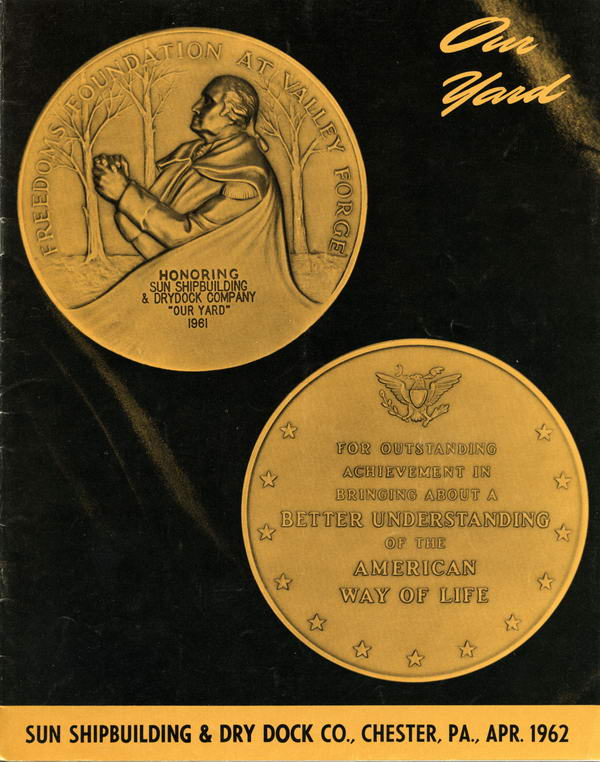 Our
Yard
FREEDOMS FOUNDATION AT VALLEY FORGE
HONORING
SUN SHIPBUILDING
& DRYDOCK COMPANY
"OUR YARD"
1961
FOR OUTSTANDING
ACHIEVEMENT IN
BRINGING ABOUT A
BETTER UNDERSTANDING
OF THE
AMERICAN
WAY OF LIFE
SUN SHIPBUILDING & DRY DOCK CO., CHESTER, PA., APR. 1962